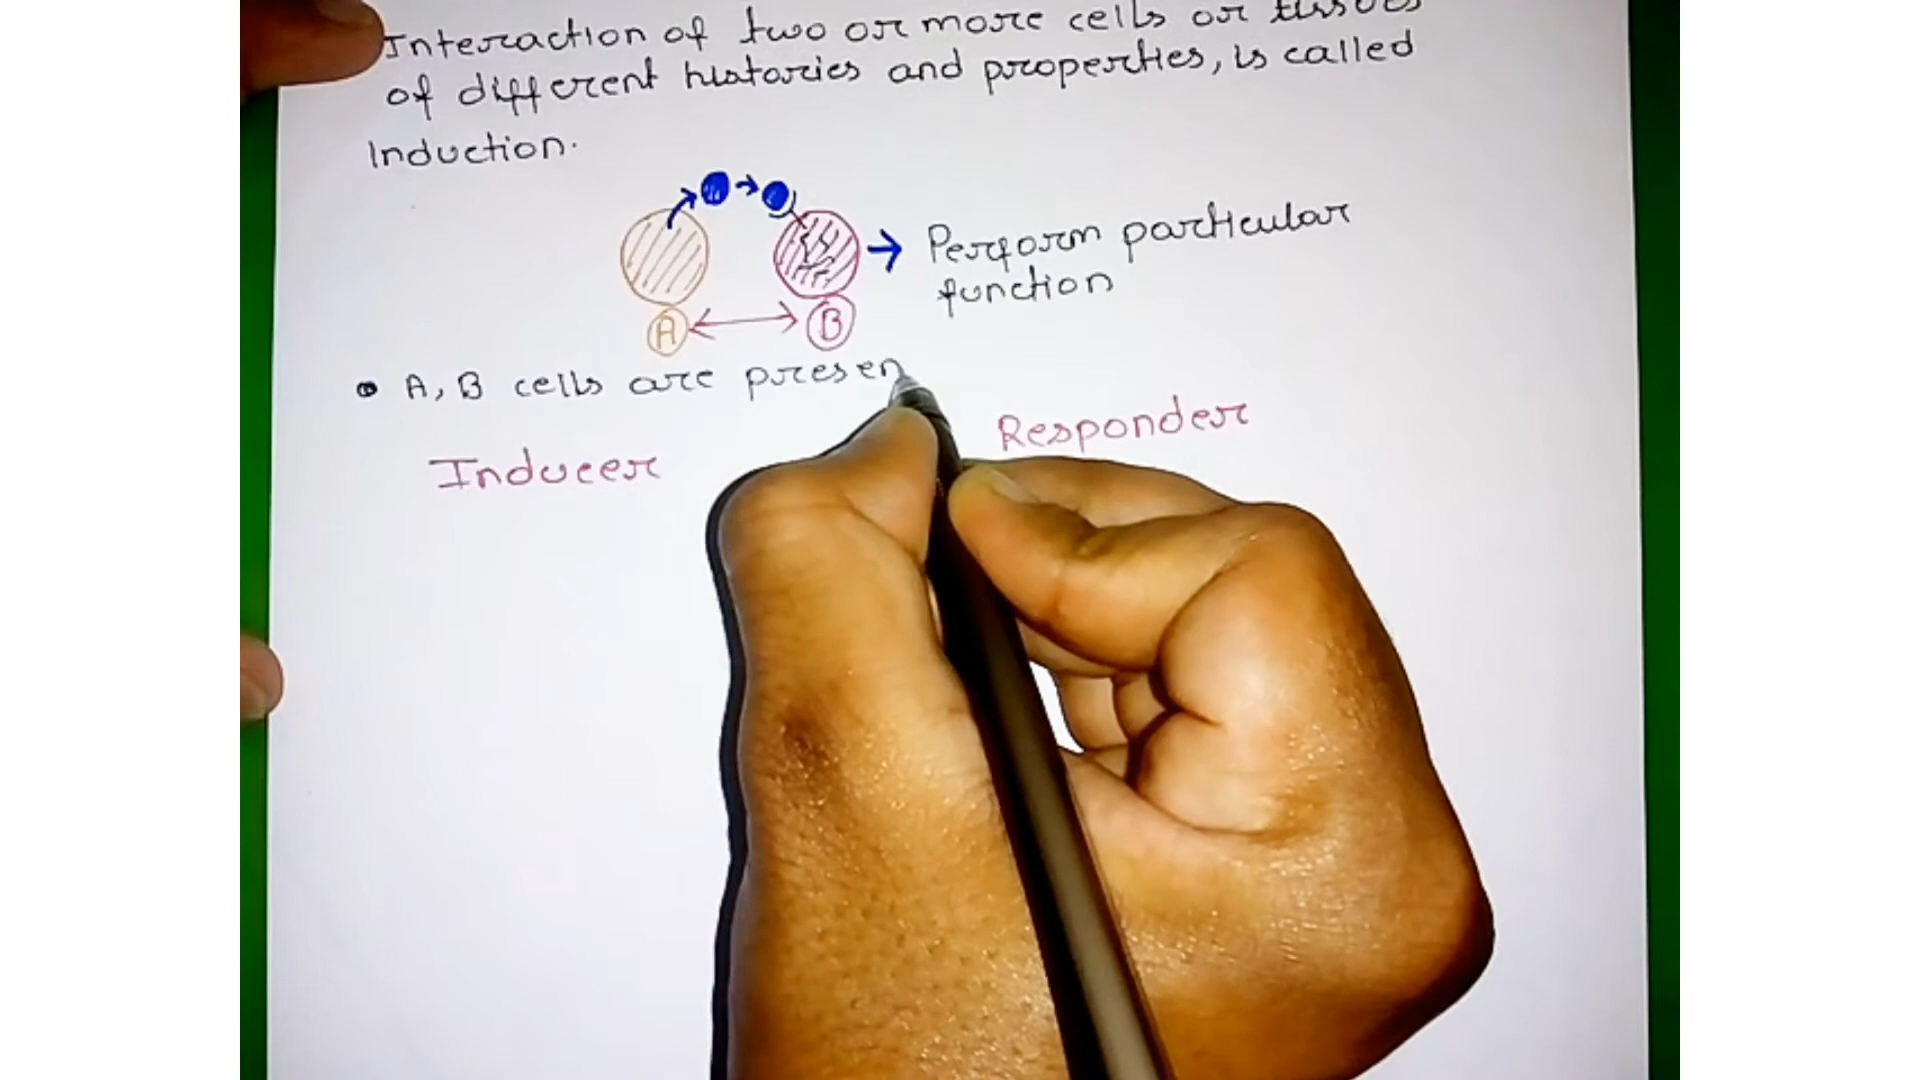 Interaction of two or more cells or tissues
of different histories and properties, is called
Induction.
Perform particular
function
A B
• A, B cells are presen
Responder
Inducer